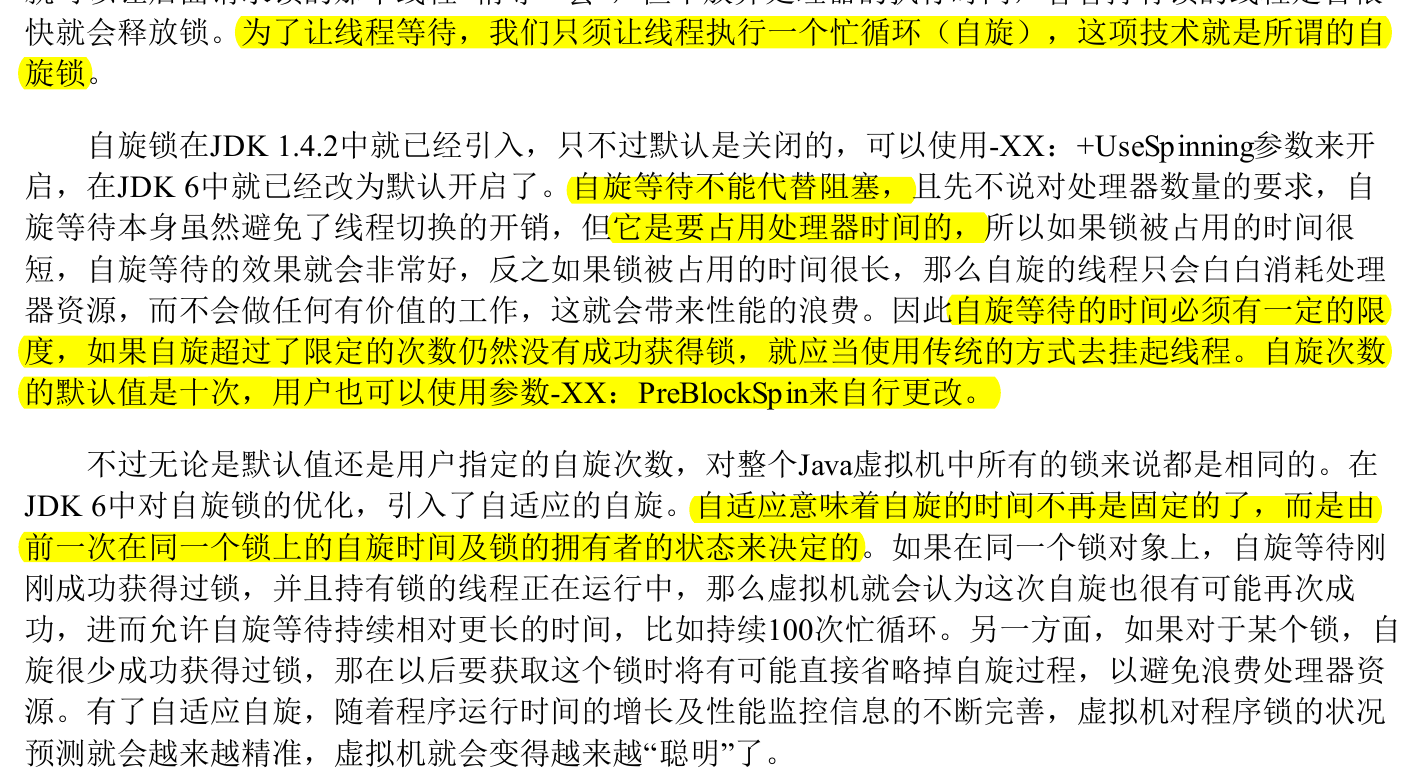 快就会释放锁。为了让线程等待，我们只须让线程执行一个忙循环（自旋），这项技术就是所谓的自
旋锁。
自旋锁在JDK 1.4.2中就已经引入，只不过默认是关闭的，可以使用-XX：+UseSpinning参数来开
启，在JDK 6中就已经改为默认开启了。自旋等待不能代替阻塞，且先不说对处理器数量的要求，自
旋等待本身虽然避免了线程切换的开销，但它是要占用处理器时间的，所以如果锁被占用的时间很
短，自旋等待的效果就会非常好，反之如果锁被占用的时间很长，那么自旋的线程只会白白消耗处理
器资源，而不会做任何有价值的工作，这就会带来性能的浪费。因此自旋等待的时间必须有一定的限
度，如果自旋超过了限定的次数仍然没有成功获得锁，就应当使用传统的方式去挂起线程。自旋次数
的默认值是十次，用户也可以使用参数-XX：PreBlockSpin来自行更改。
不过无论是默认值还是用户指定的自旋次数，对整个Java虚拟机中所有的锁来说都是相同的。在
JDK 6中对自旋锁的优化，引入了自适应的自旋。自适应意味着自旋的时间不再是固定的了，而是由
前一次在同一个锁上的自旋时间及锁的拥有者的状态来决定的。如果在同一个锁对象上，自旋等待刚
刚成功获得过锁，并且持有锁的线程正在运行中，那么虚拟机就会认为这次自旋也很有可能再次成
功，进而允许自旋等待持续相对更长的时间，比如持续100次忙循环。另一方面，如果对于某个锁，自
旋很少成功获得过锁，那在以后要获取这个锁时将有可能直接省略掉自旋过程，以避免浪费处理器资
源。有了自适应自旋，随着程序运行时间的增长及性能监控信息的不断完善，虚拟机对程序锁的状况
预测就会越来越精准，虚拟机就会变得越来越“聪明”了。